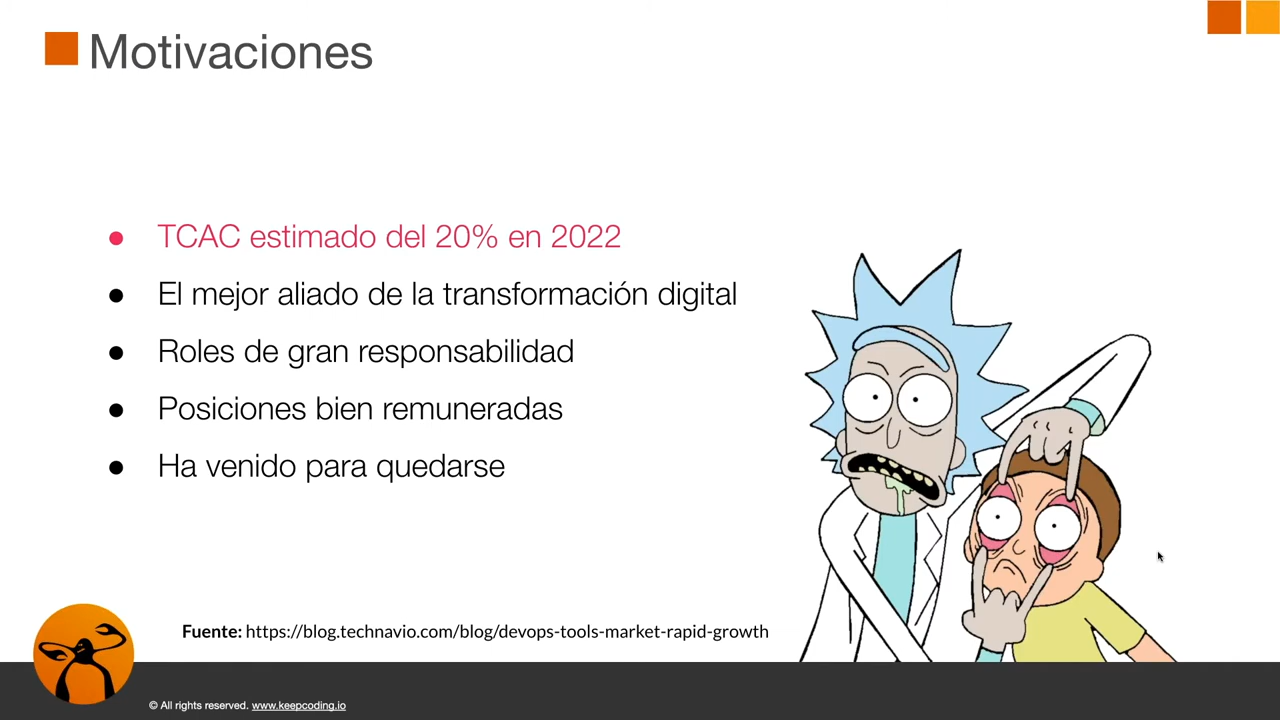 Motivaciones
● TCAC estimado del 20% en 2022
● El mejor aliado de la transformación digital
● Roles de gran responsabilidad
● Posiciones bien remuneradas
● Ha venido para quedarse
Fuente: https://blog.technavio.com/blog/devops-tools-market-rapid-growth
© All rights reserved. www.keepcoding.io